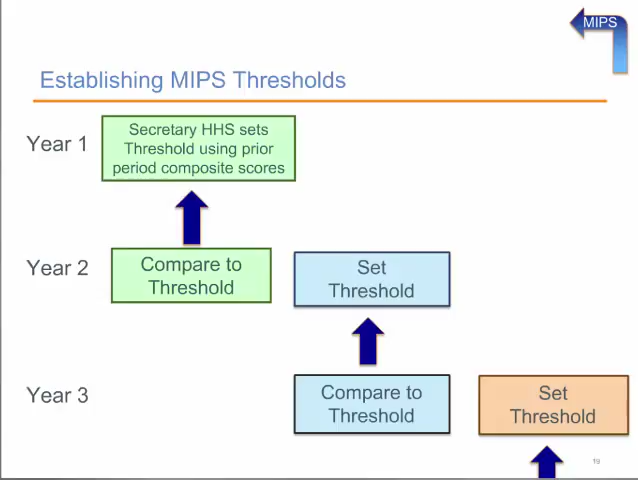 MIPS
Establishing MIPS Thresholds
Year 1
Secretary HHS sets
Threshold using prior
period composite scores
Year 2
Compare to
Threshold
Set
Threshold
Year 3
Compare to
Threshold
Set
Threshold
19